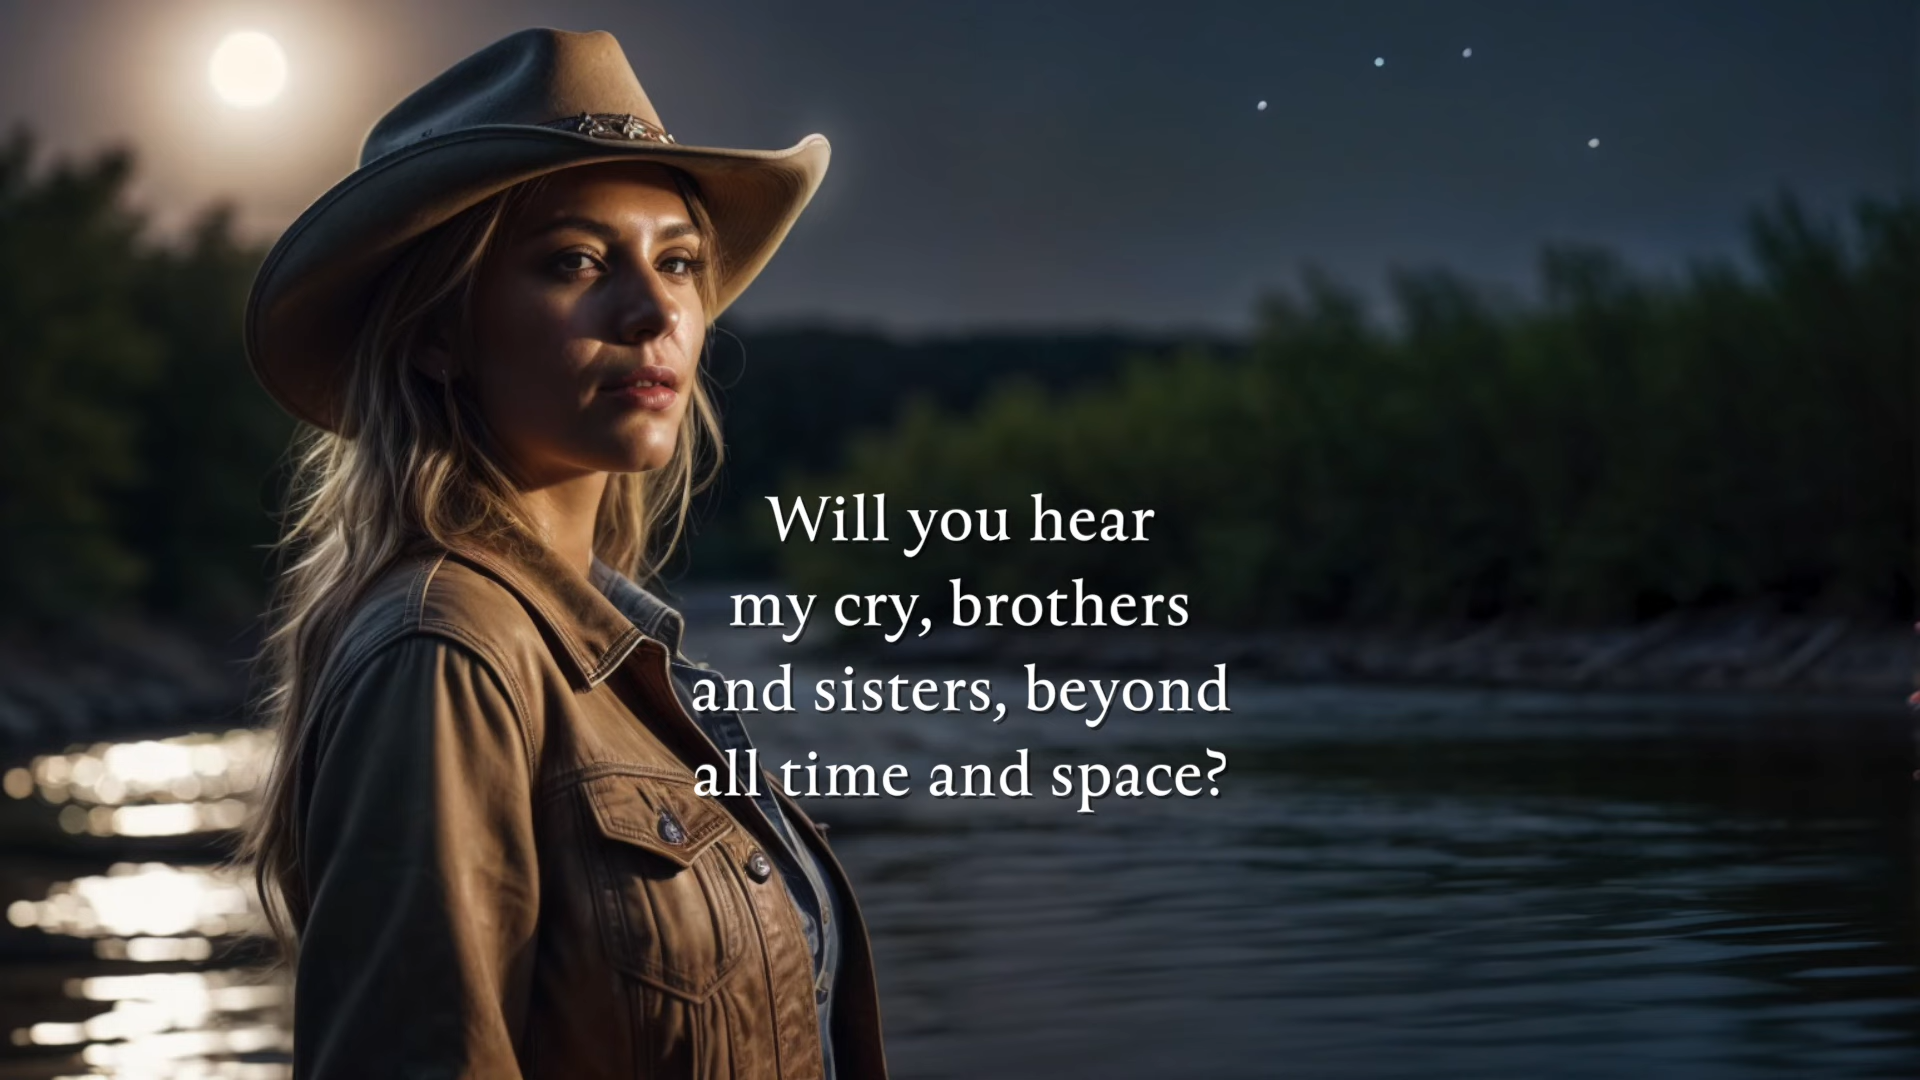 Will you hear
my cry, brothers
and sisters, beyond
all time and space?